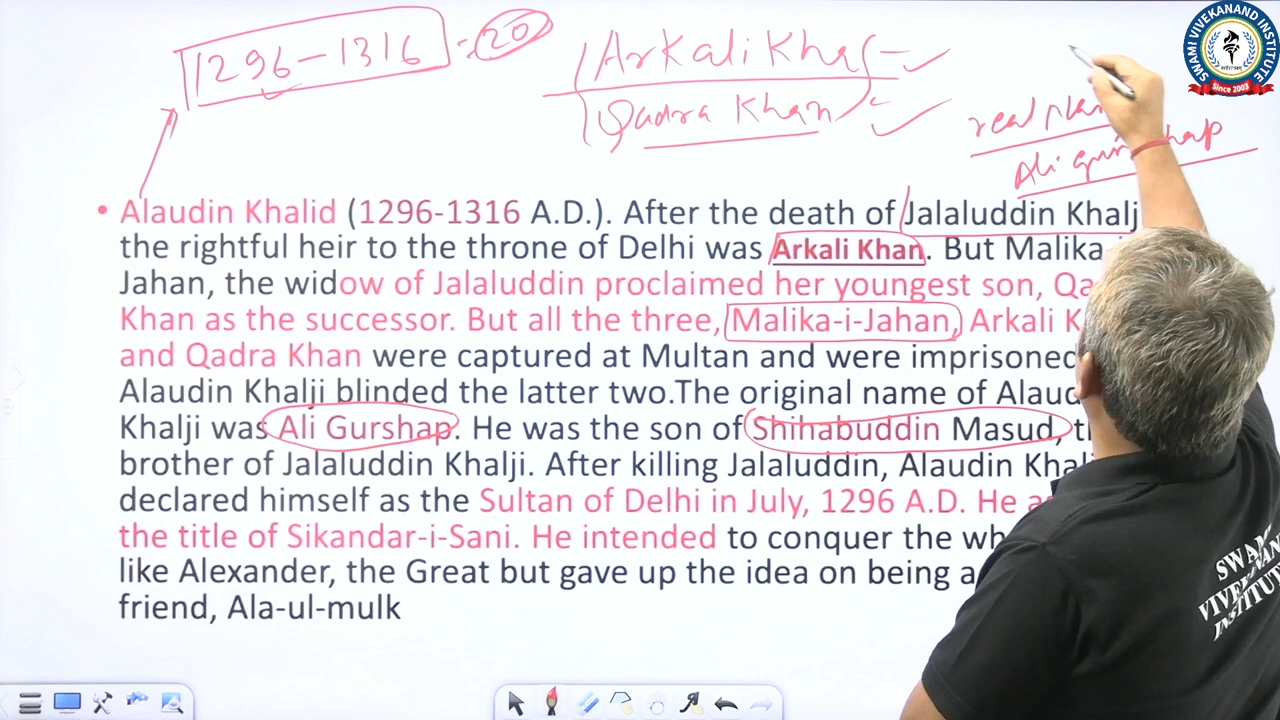 1296-1316 = 20
Arkali Khan
Qadra Khan
real
Ali
SWAMI VIVEKANAND INSTITUTE
Since 2003
• Alaudin Khalid (1296-1316 A.D.). After the death of Jalaluddin Khalj
the rightful heir to the throne of Delhi was Arkali Khan. But Malika
Jahan, the widow of Jalaluddin proclaimed her youngest son, Qa
Khan as the successor. But all the three, Malika-i-Jahan, Arkali K
and Qadra Khan were captured at Multan and were imprisoned
Alaudin Khalji blinded the latter two.The original name of Alaud
Khalji was Ali Gurshap. He was the son of Shihabuddin Masud, t
brother of Jalaluddin Khalji. After killing Jalaluddin, Alaudin Khal
declared himself as the Sultan of Delhi in July, 1296 A.D. He a
the title of Sikandar-i-Sani. He intended to conquer the wh
like Alexander, the Great but gave up the idea on being a
friend, Ala-ul-mulk
SWAM
VIVEKANAN
INSTITUT